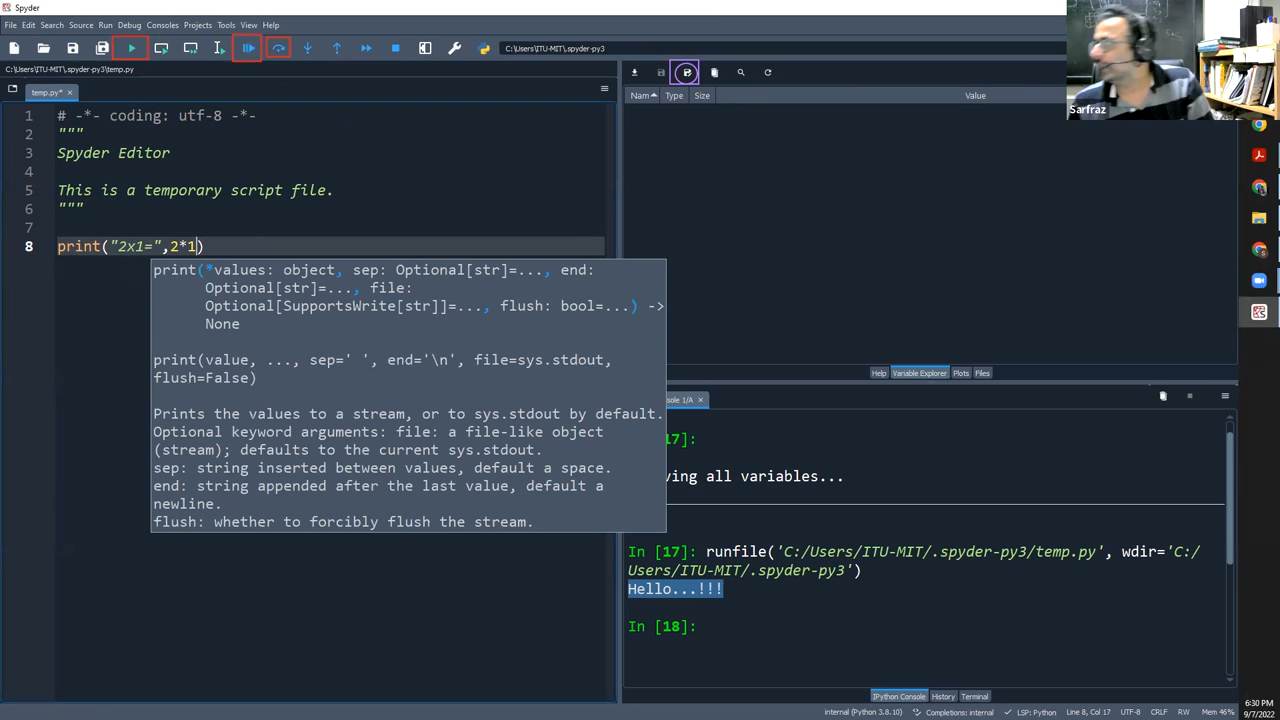 Spyder
File Edit Search Source Run Debug Consoles Projects Tools View Help
C:\Users\ITU-MIT\.spyder-py3
C:\Users\ITU-MIT\.spyder-py3\temp.py
temp.py*
Nam Type Size Value
Sarfraz
1 # -*- coding: utf-8 -*-
2 """
3 Spyder Editor
4
5 This is a temporary script file.
6 """
7
8 print("2x1=",2*1)
print(*values: object, sep: Optional[str]=..., end:
Optional[str]=..., file:
Optional[SupportsWrite[str]]=..., flush: bool=...) ->
None
print(value, ..., sep=' ', end='\n', file=sys.stdout,
flush=False)
Prints the values to a stream, or to sys.stdout by default.
Optional keyword arguments: file: a file-like object
(stream); defaults to the current sys.stdout.
sep: string inserted between values, default a space.
end: string appended after the last value, default a
newline.
flush: whether to forcibly flush the stream.
Help Variable Explorer Plots Files
sole 1/A
[17]:
ving all variables...
In [17]: runfile('C:/Users/ITU-MIT/.spyder-py3/temp.py', wdir='C:/
Users/ITU-MIT/.spyder-py3')
Hello...!!!
In [18]:
IPython Console History Terminal
internal (Python 3.8.10) Completions: internal LSP: Python Line 8, Col 17 UTF-8 CRLF RW Mem 46%
6:30 PM
9/7/2022